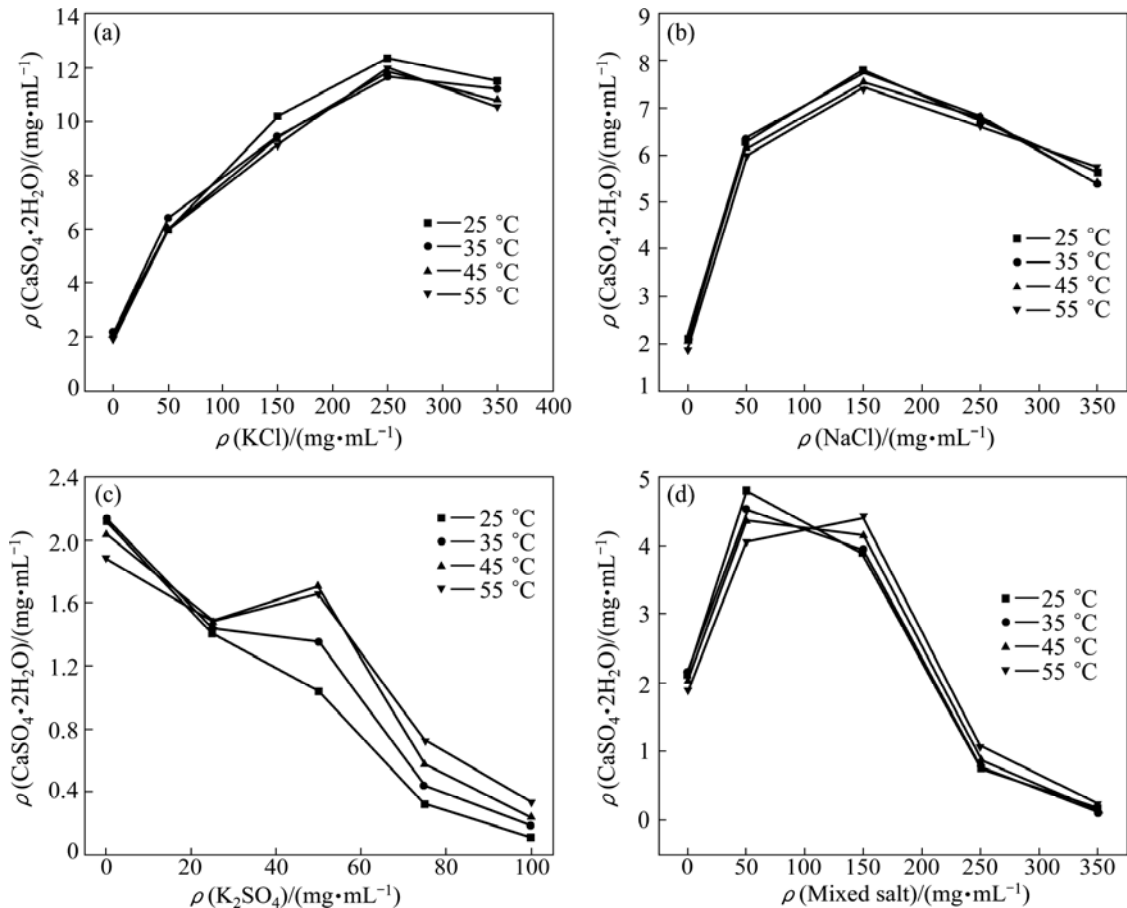 (a)
14
12
10
8
6
4
2
0
ρ (CaSO₄·2H₂O)/(mg·mL⁻¹)
25 °C
35 °C
45 °C
55 °C
0 50 100 150 200 250 300 350 400
ρ (KCl)/(mg·mL⁻¹)
(b)
9
8
7
6
5
4
3
2
1
ρ (CaSO₄·2H₂O)/(mg·mL⁻¹)
25 °C
35 °C
45 °C
55 °C
0 50 100 150 200 250 300 350
ρ (NaCl)/(mg·mL⁻¹)
(c)
2.4
2.0
1.6
1.2
0.8
0.4
0
ρ (CaSO₄·2H₂O)/(mg·mL⁻¹)
25 °C
35 °C
45 °C
55 °C
0 20 40 60 80 100
ρ (K₂SO₄)/(mg·mL⁻¹)
(d)
5
4
3
2
1
0
ρ (CaSO₄·2H₂O)/(mg·mL⁻¹)
25 °C
35 °C
45 °C
55 °C
0 50 100 150 200 250 300 350
ρ (Mixed salt)/(mg·mL⁻¹)